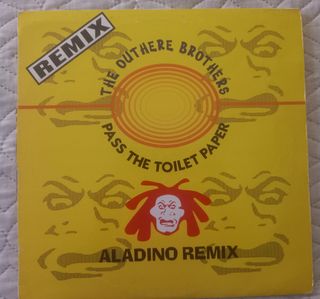 REMIX
THE OUTHERE BROTHERS
PASS THE TOILET PAPER
ALADINO REMIX